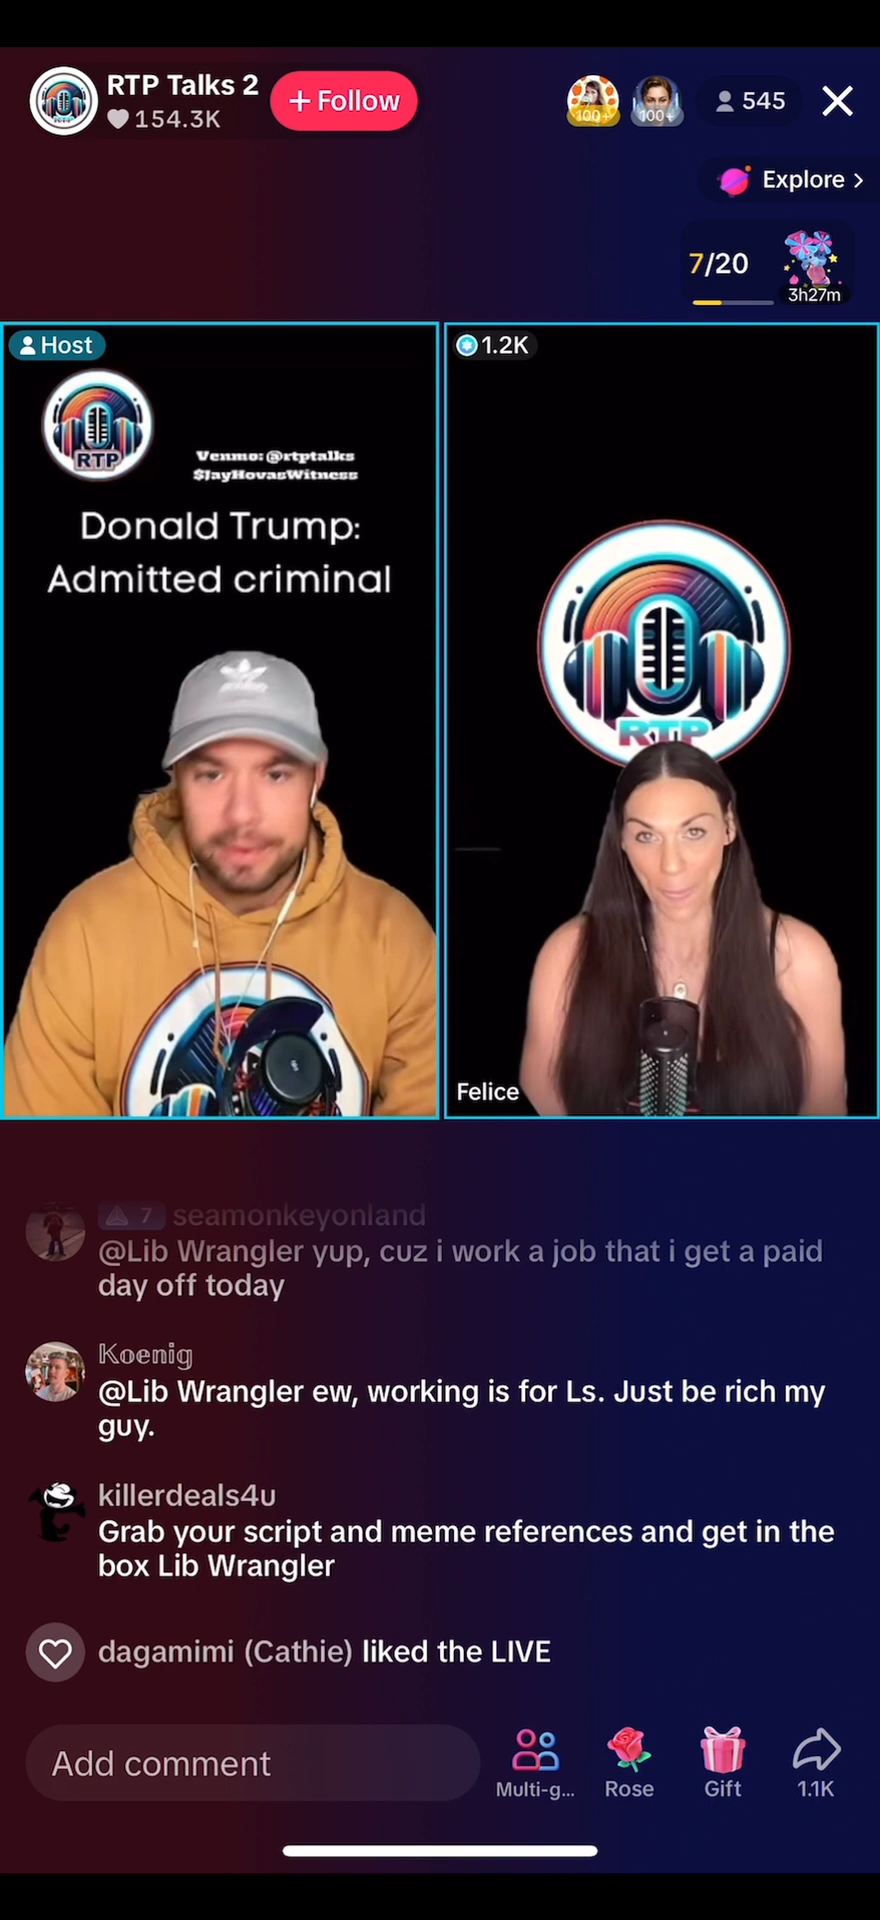 RTP Talks 2
154.3K
+ Follow
100+
100+
545
Explore >
7/20
3h27m
Host
1.2K
RTP
Venmo: @rtptalks
$JayHovasWitness
Donald Trump:
Admitted criminal
RTP
Felice
7 seamonkeyonland
@Lib Wrangler yup, cuz i work a job that i get a paid
day off today
𝕂𝕠𝕖𝕟𝕚𝕘
@Lib Wrangler ew, working is for Ls. Just be rich my
guy.
killerdeals4u
Grab your script and meme references and get in the
box Lib Wrangler
dagamimi (Cathie) liked the LIVE
Add comment
Multi-g...
Rose
Gift
1.1K